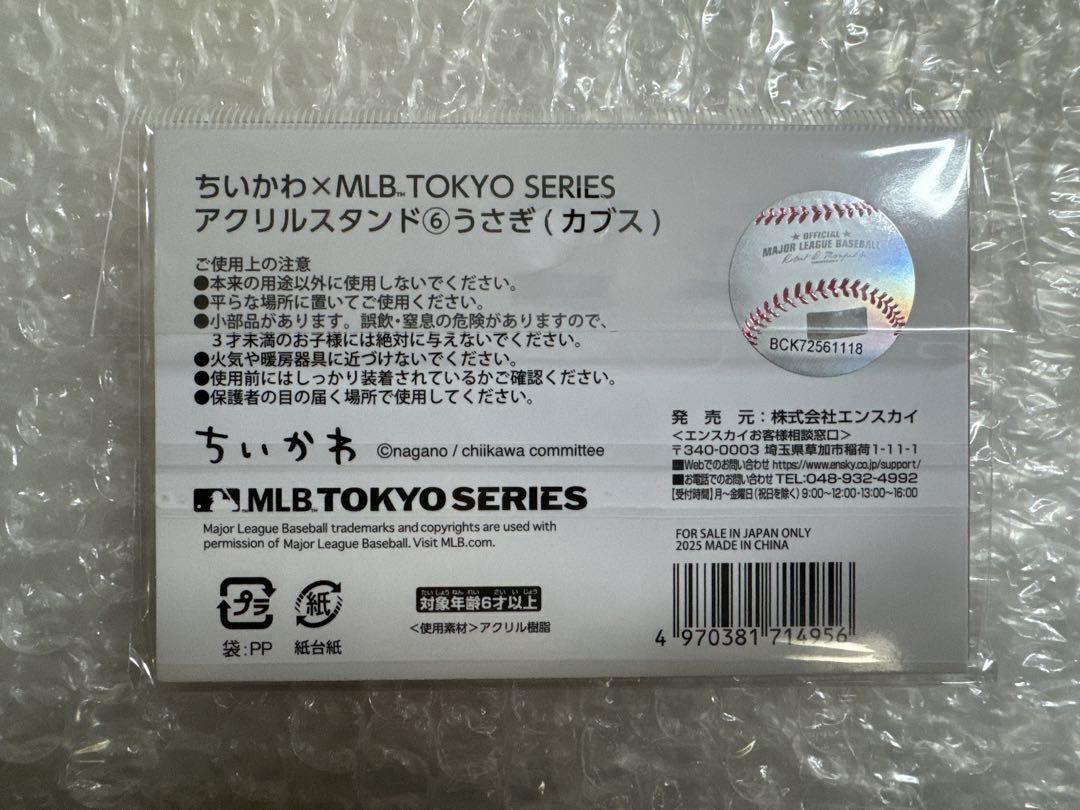 ちいかわ×MLB™ TOKYO SERIES
アクリルスタンド⑥うさぎ(カブス)
ご使用上の注意
●本来の用途以外に使用しないでください。
●平らな場所に置いてご使用ください。
●小部品があります。誤飲・窒息の危険がありますので、
3才未満のお子様には絶対に与えないでください。
●火気や暖房器具に近づけないでください。
●使用前にはしっかり装着されているかご確認ください。
●保護者の目の届く場所で使用してください。
ちいかわ ©nagano / chiikawa committee
MLB™ TOKYO SERIES
Major League Baseball trademarks and copyrights are used with
permission of Major League Baseball. Visit MLB.com.
プラ
袋:PP
紙
紙台紙
たいしょうねんれい さいいじょう
対象年齢6才以上
<使用素材>アクリル樹脂
OFFICIAL
MAJOR LEAGUE BASEBALL
BCK72561118
発売元:株式会社エンスカイ
<エンスカイお客様相談窓口>
〒340-0003 埼玉県草加市稲荷1-11-1
■Webでのお問い合わせ https://www.ensky.co.jp/support/
■お電話でのお問い合わせ TEL:048-932-4992
[受付時間]月~金曜日(祝日を除く) 9:00~12:00・13:00~16:00
FOR SALE IN JAPAN ONLY
2025 MADE IN CHINA
4 970381 714956